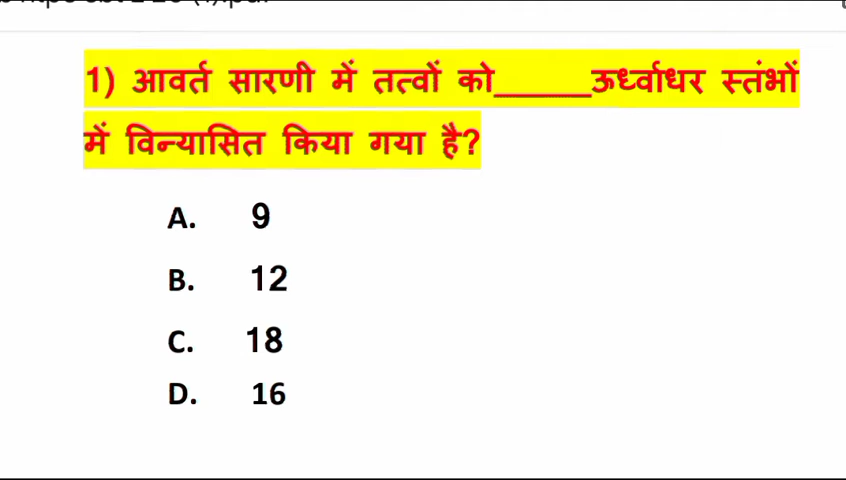 1) आवर्त सारणी में तत्वों को______ऊर्ध्वाधर स्तंभों
में विन्यासित किया गया है?
A. 9
B. 12
C. 18
D. 16